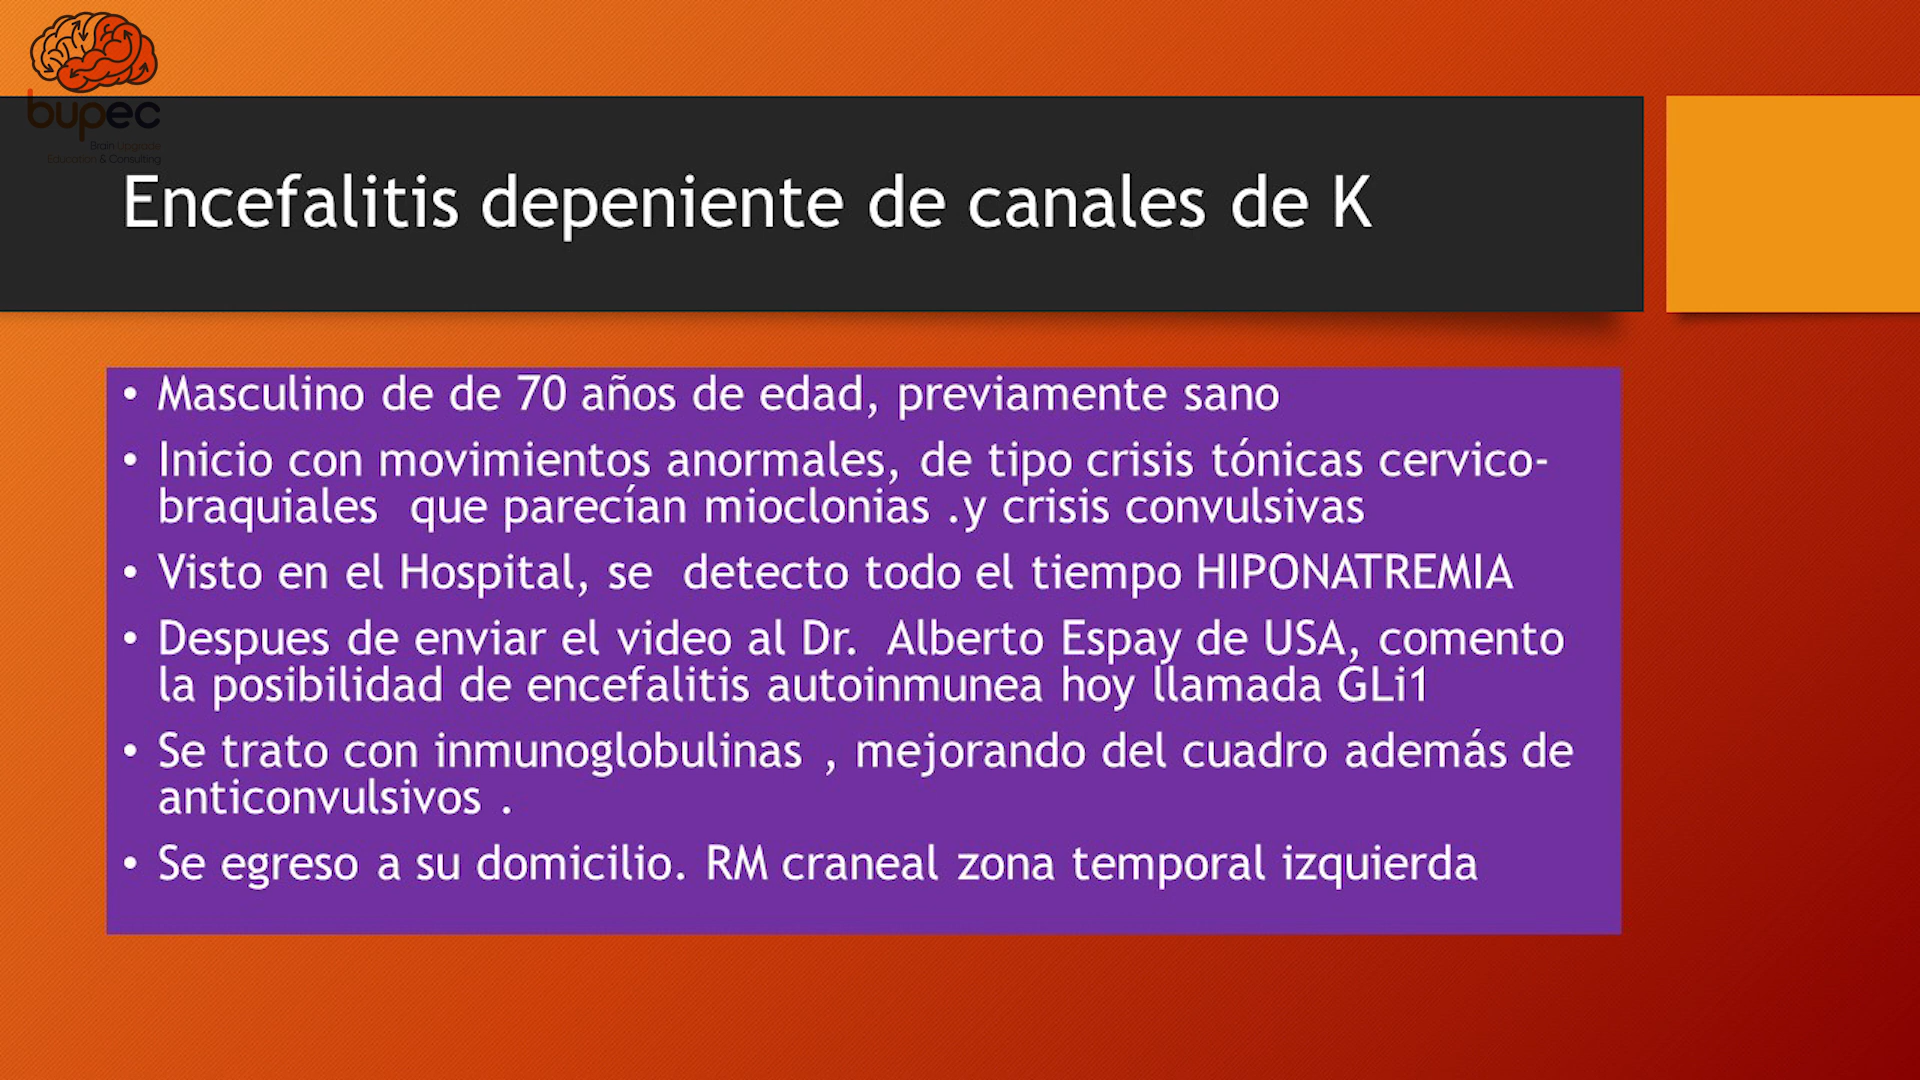 bupec
Brain Upgrade
Education & Consulting
Encefalitis depeniente de canales de K
• Masculino de de 70 años de edad, previamente sano
• Inicio con movimientos anormales, de tipo crisis tónicas cervico-
braquiales que parecían mioclonias .y crisis convulsivas
• Visto en el Hospital, se detecto todo el tiempo HIPONATREMIA
• Despues de enviar el video al Dr. Alberto Espay de USA, comento
la posibilidad de encefalitis autoinmunea hoy llamada GLi1
• Se trato con inmunoglobulinas , mejorando del cuadro además de
anticonvulsivos .
• Se egreso a su domicilio. RM craneal zona temporal izquierda